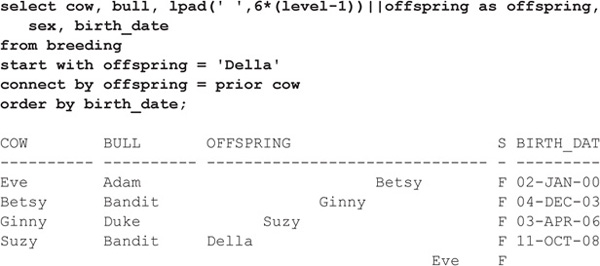 select cow, bull, lpad(' ',6*(level-1))||offspring as offspring,
   sex, birth_date
from breeding
start with offspring = 'Della'
connect by offspring = prior cow
order by birth_date;
COW        BULL       OFFSPRING                      S BIRTH_DAT
---------- ---------- ------------------------------ - ---------
Eve        Adam                         Betsy        F 02-JAN-00
Betsy      Bandit                 Ginny              F 04-DEC-03
Ginny      Duke             Suzy                     F 03-APR-06
Suzy       Bandit     Della                          F 11-OCT-08
                                              Eve    F